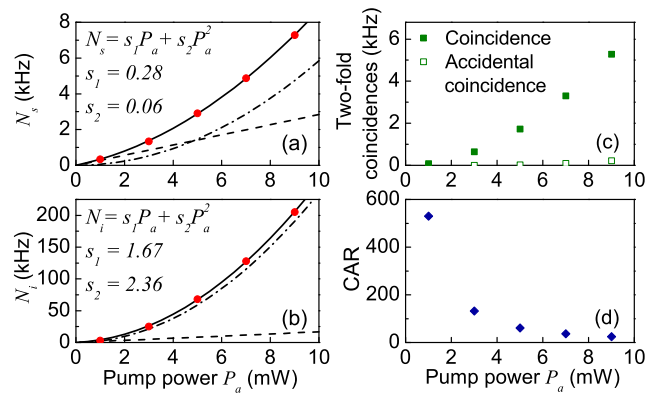 N_s = s_1P_a + s_2P_a^2
s_1 = 0.28
s_2 = 0.06
(a)
N_s (kHz)
8
6
4
2
0
0 2 4 6 8 10
N_i = s_1P_a + s_2P_a^2
s_1 = 1.67
s_2 = 2.36
(b)
N_i (kHz)
200
150
100
50
25
0
0 2 4 6 8 10
Pump power P_a (mW)
Coincidence
Accidental
coincidence
(c)
Two-fold
coincidences (kHz)
6
4
2
0
0 2 4 6 8 10
(d)
CAR
600
400
200
0
0 2 4 6 8 10
Pump power P_a (mW)